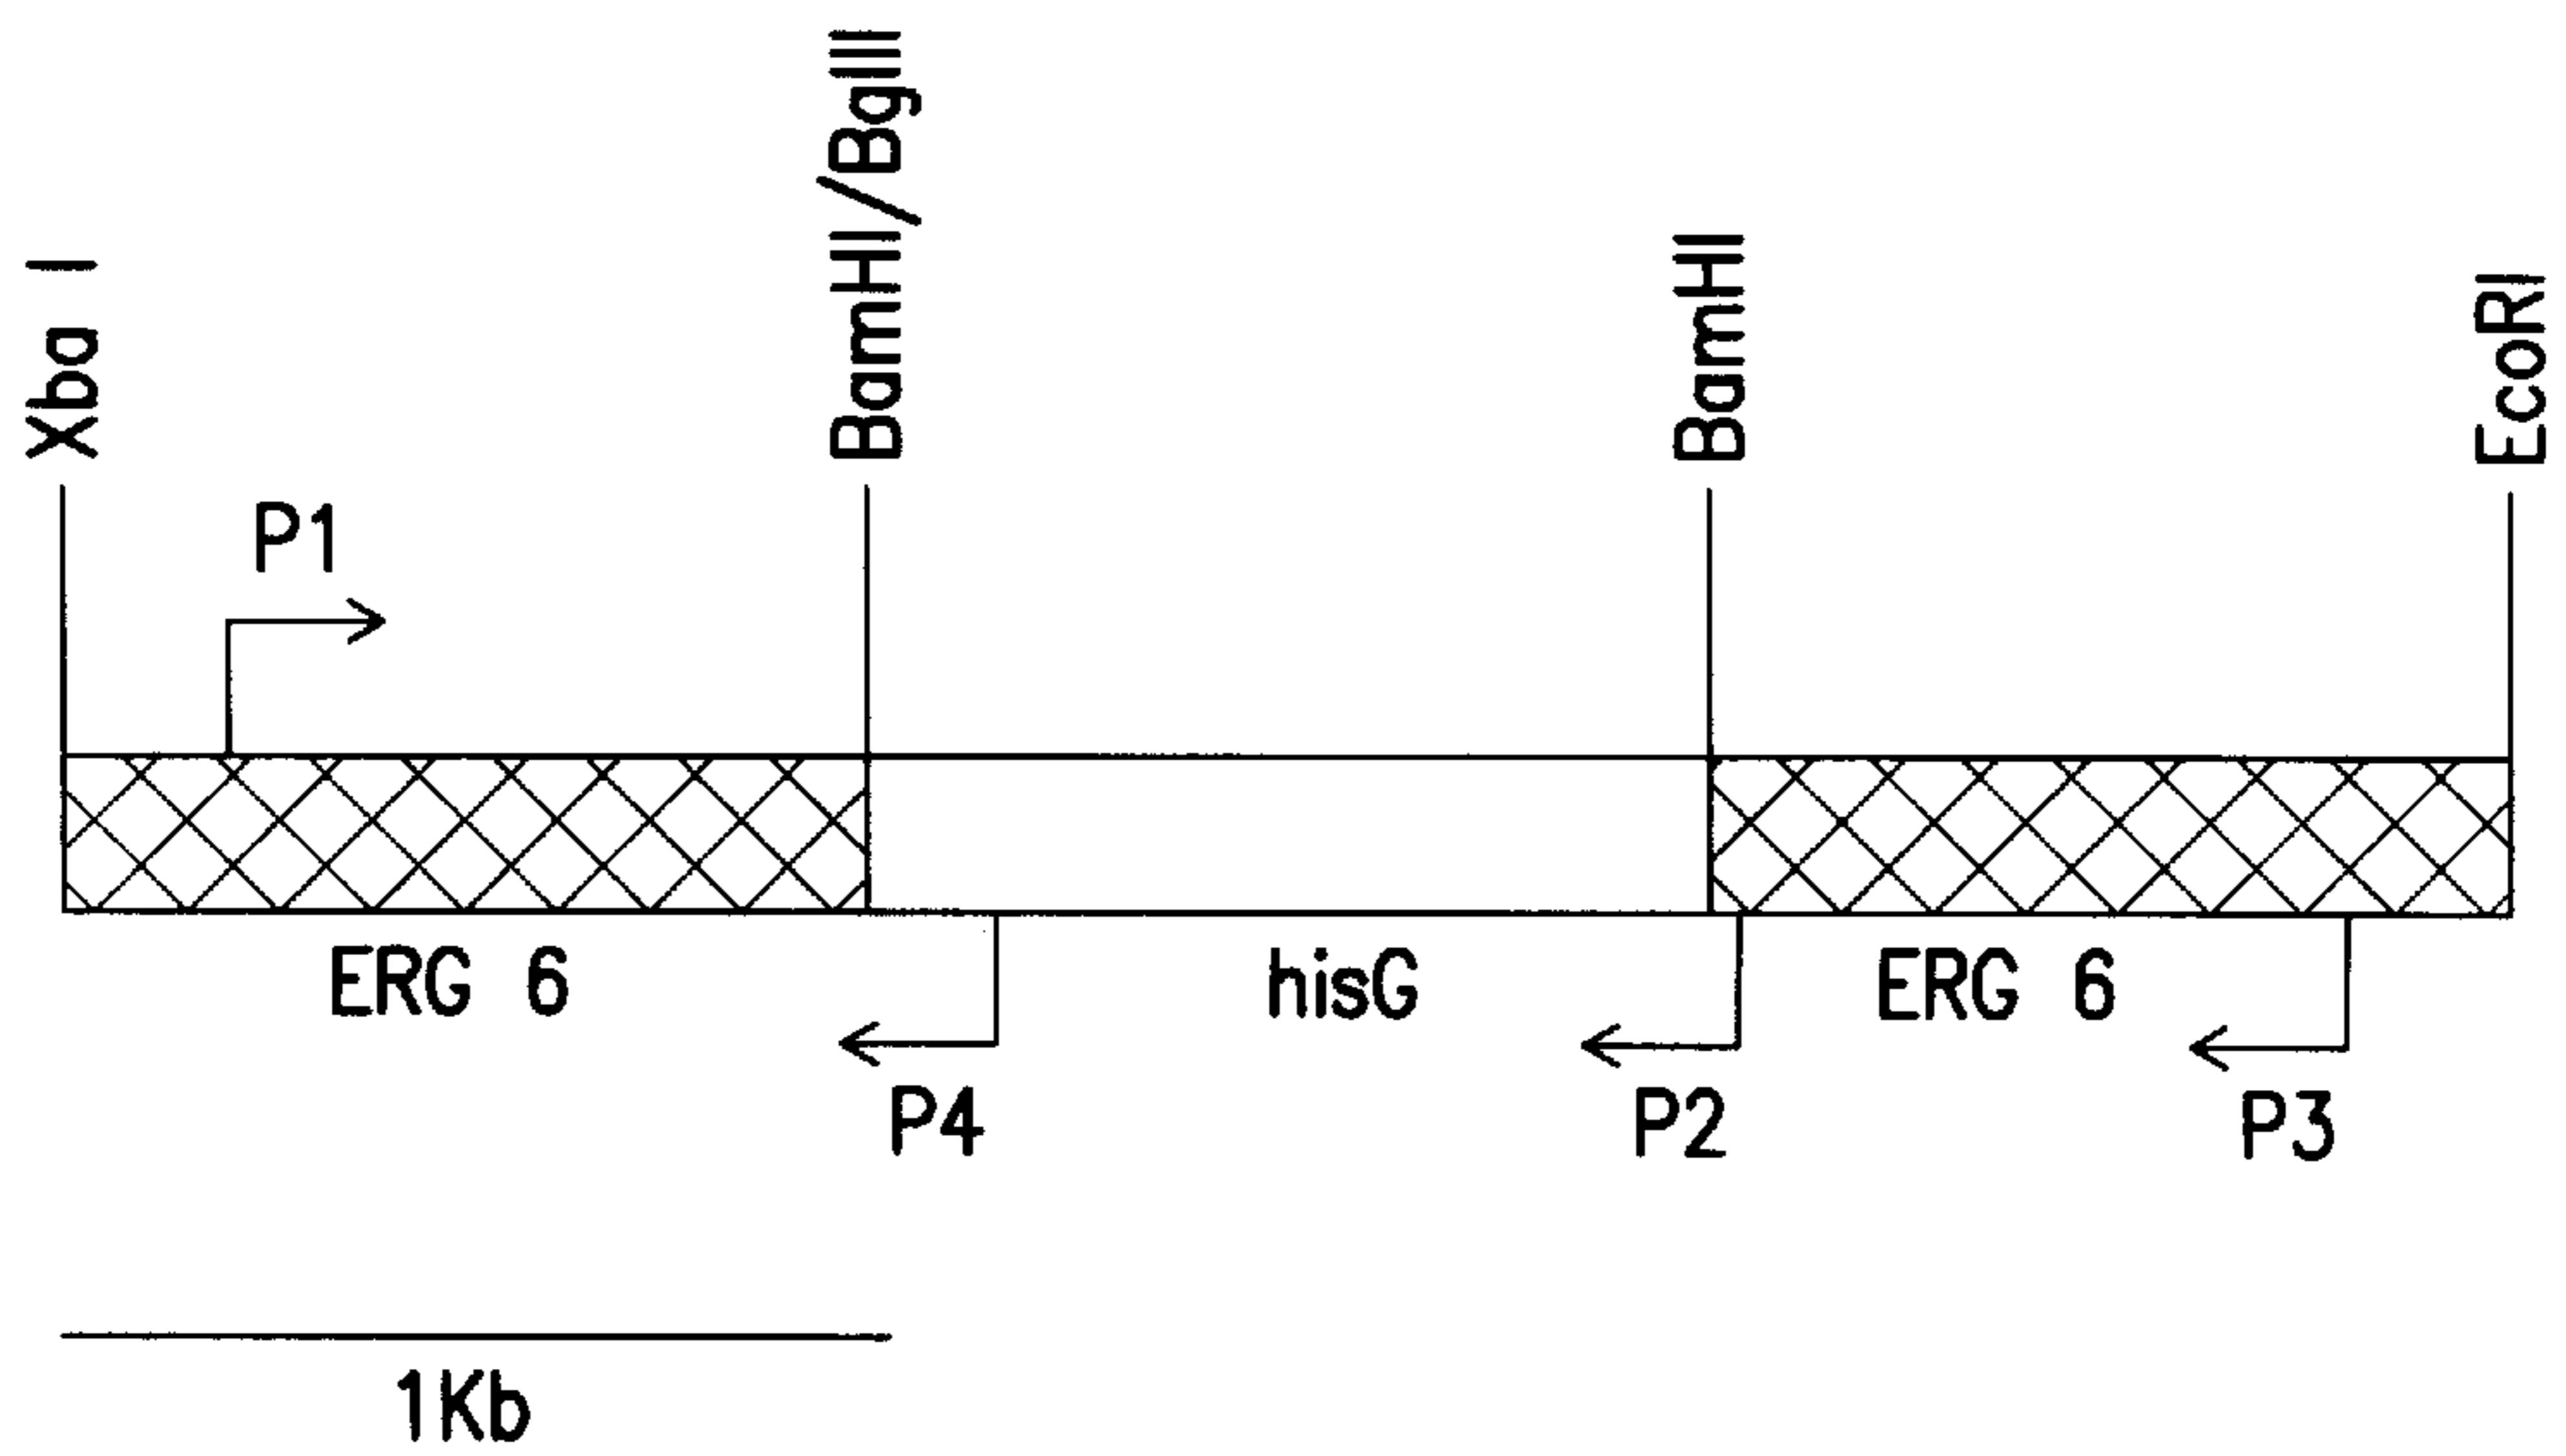 Xba I
BamHI/BglII
BamHI
EcoRI
P1
ERG 6
hisG
ERG 6
P4
P2
P3
1Kb